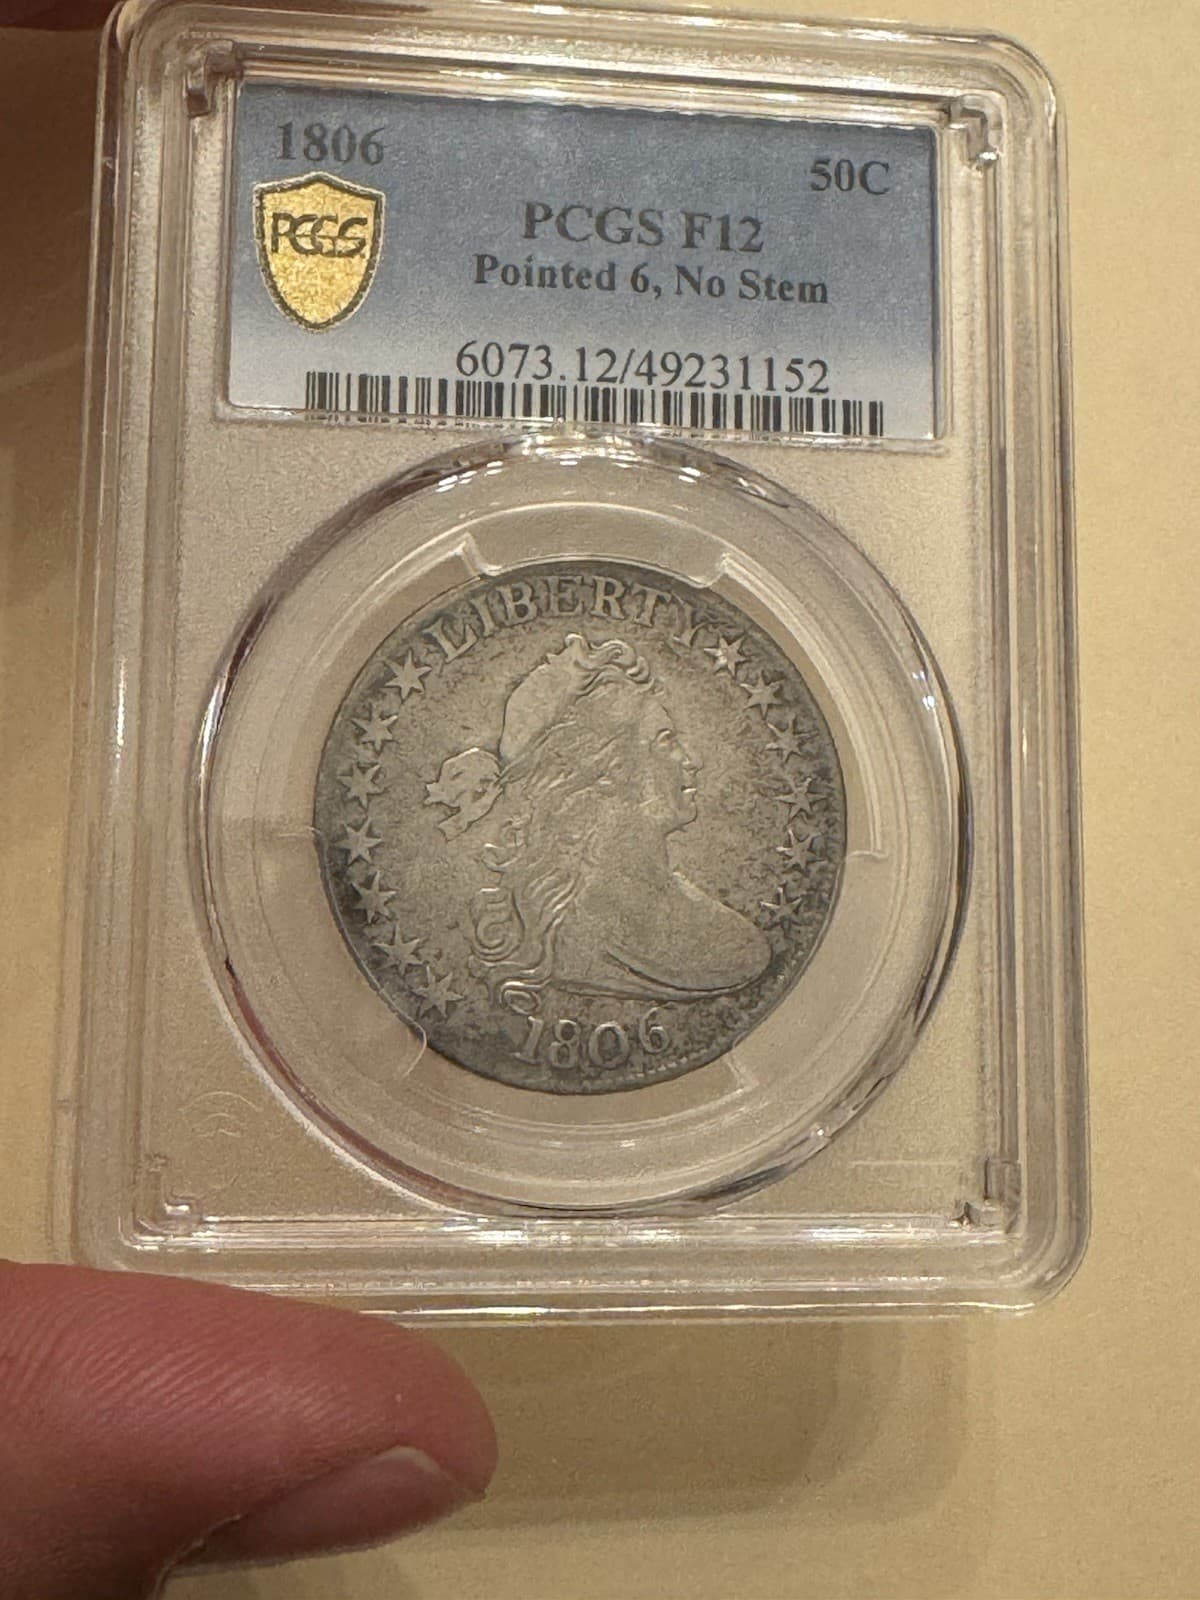 1806
50C
PCGS
PCGS F12
Pointed 6, No Stem
6073.12/49231152
LIBERTY
1806